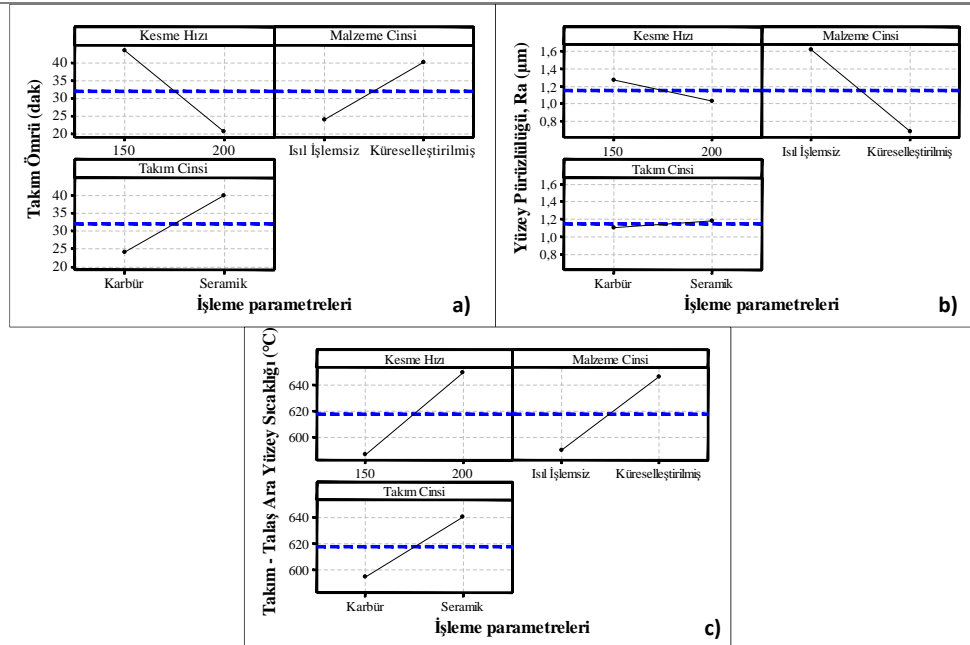 Kesme Hızı
Malzeme Cinsi
40
35
30
25
20
150
200
Isıl İşlemsiz
Küreselleştirilmiş
Takım Cinsi
40
35
30
25
20
Karbür
Seramik
Takım Ömrü (dak)
İşleme parametreleri
a)
Kesme Hızı
Malzeme Cinsi
1,6
1,4
1,2
1,0
0,8
150
200
Isıl İşlemsiz
Küreselleştirilmiş
Takım Cinsi
1,6
1,4
1,2
1,0
0,8
Karbür
Seramik
Yüzey Pürüzlülüğü, Ra (µm)
İşleme parametreleri
b)
Kesme Hızı
Malzeme Cinsi
640
620
600
150
200
Isıl İşlemsiz
Küreselleştirilmiş
Takım Cinsi
640
620
600
Karbür
Seramik
Takım - Talaş Ara Yüzey Sıcaklığı (°C)
İşleme parametreleri
c)